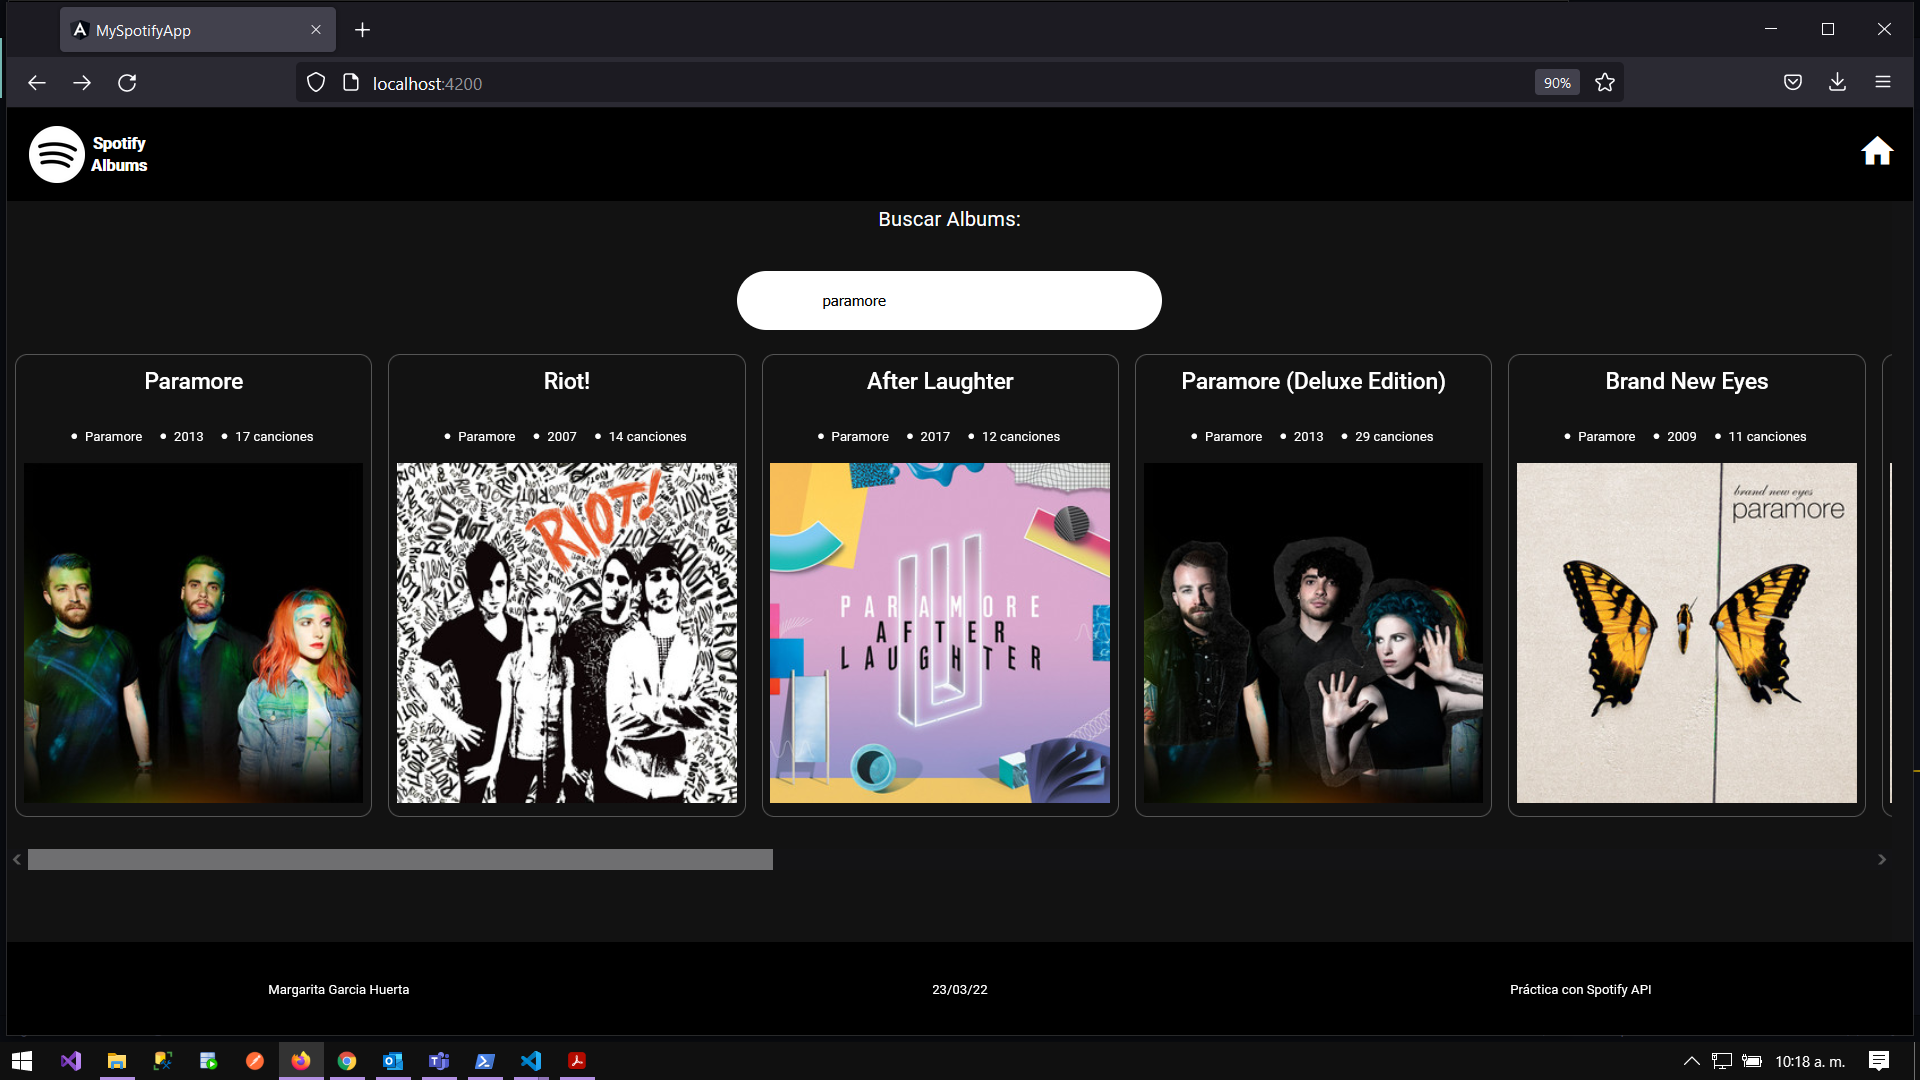 MySpotifyApp
localhost:4200
90%
Spotify
Albums
Buscar Albums:
paramore
Paramore
• Paramore • 2013 • 17 canciones
Riot!
• Paramore • 2007 • 14 canciones
RIOT!
After Laughter
• Paramore • 2017 • 12 canciones
PARAMORE
AFTER
LAUGHTER
Paramore (Deluxe Edition)
• Paramore • 2013 • 29 canciones
Brand New Eyes
• Paramore • 2009 • 11 canciones
brand new eyes
paramore
Margarita Garcia Huerta
23/03/22
Práctica con Spotify API
10:18 a. m.